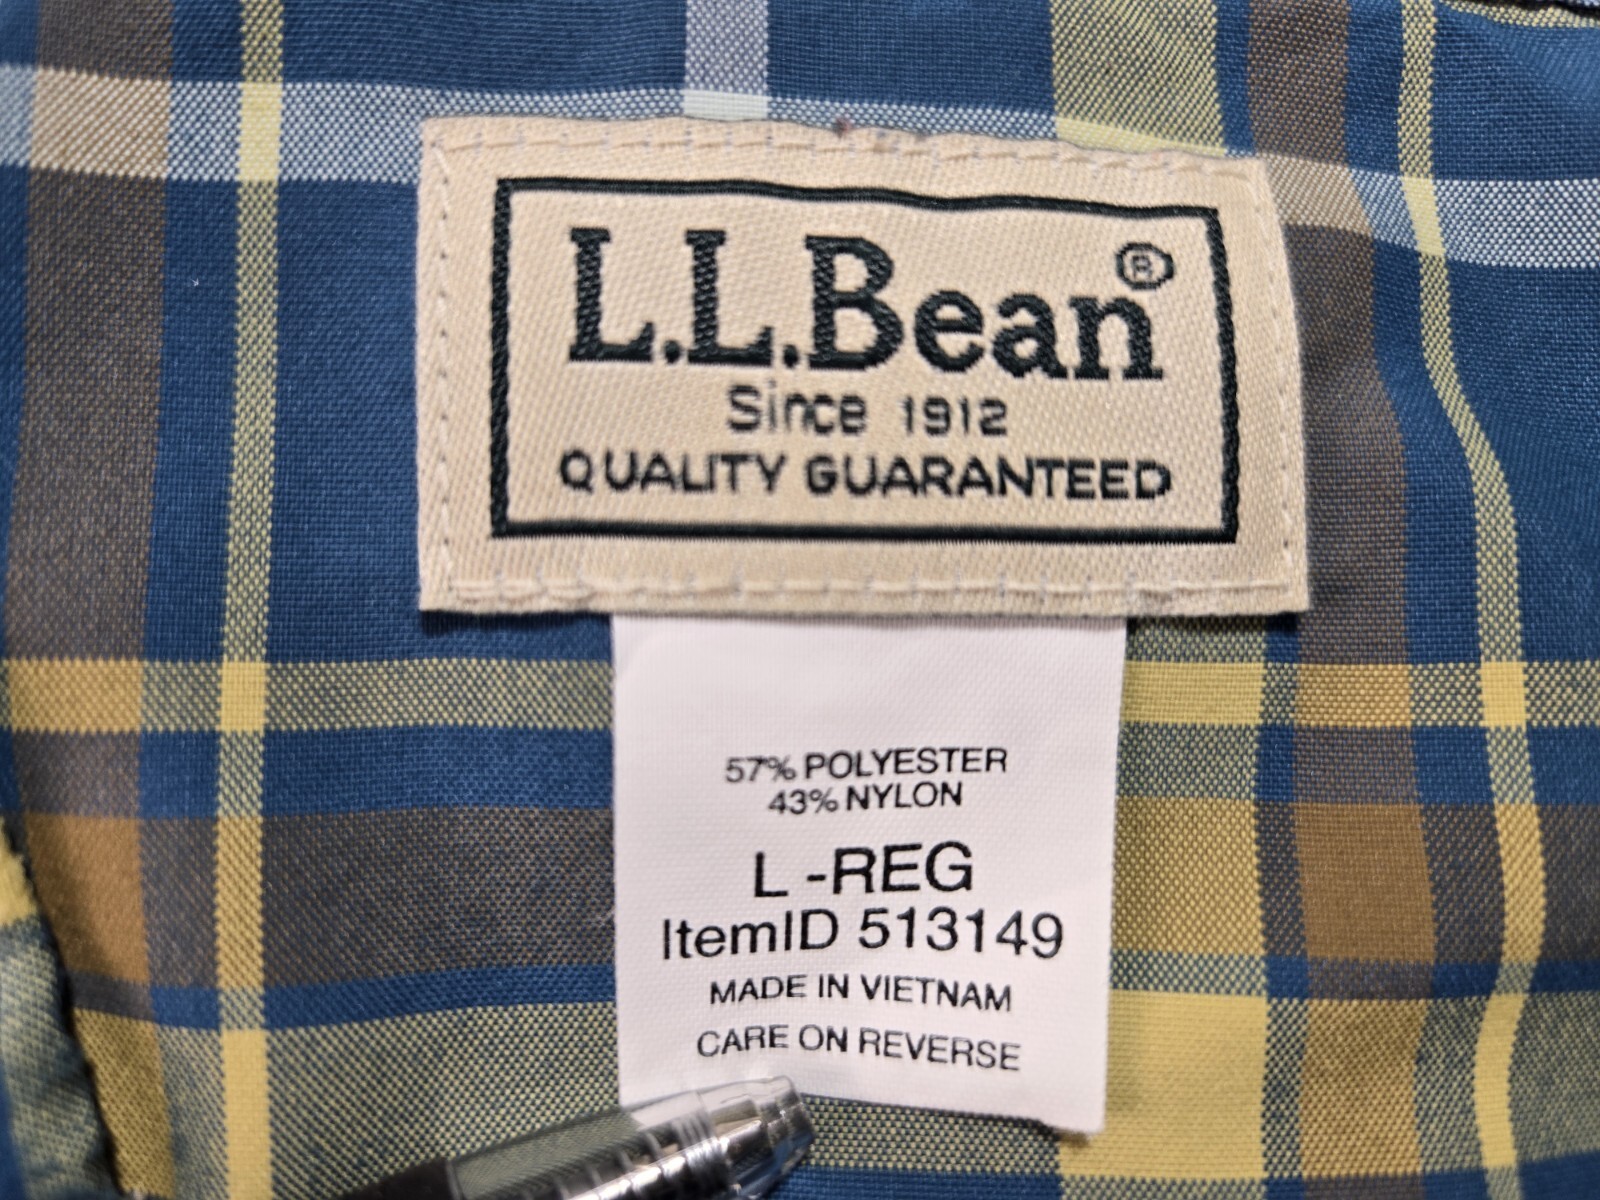 L.L.Bean®
Since 1912
QUALITY GUARANTEED
57% POLYESTER
43% NYLON
L -REG
ItemID 513149
MADE IN VIETNAM
CARE ON REVERSE